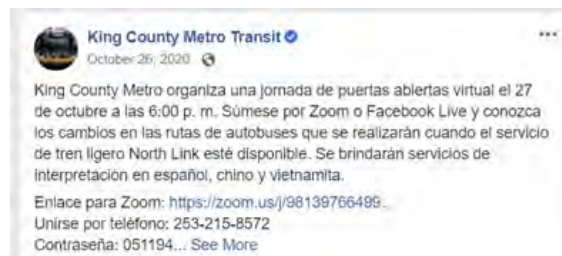 King County Metro Transit
October 26, 2020
King County Metro organiza una jornada de puertas abiertas virtual el 27
de octubre a las 6:00 p. m. Súmese por Zoom o Facebook Live y conozca
los cambios en las rutas de autobuses que se realizarán cuando el servicio
de tren ligero North Link esté disponible. Se brindarán servicios de
interpretación en español, chino y vietnamita.
Enlace para Zoom: https://zoom.us/j/98139766499...
Unirse por teléfono: 253-215-8572
Contraseña: 051194... See More